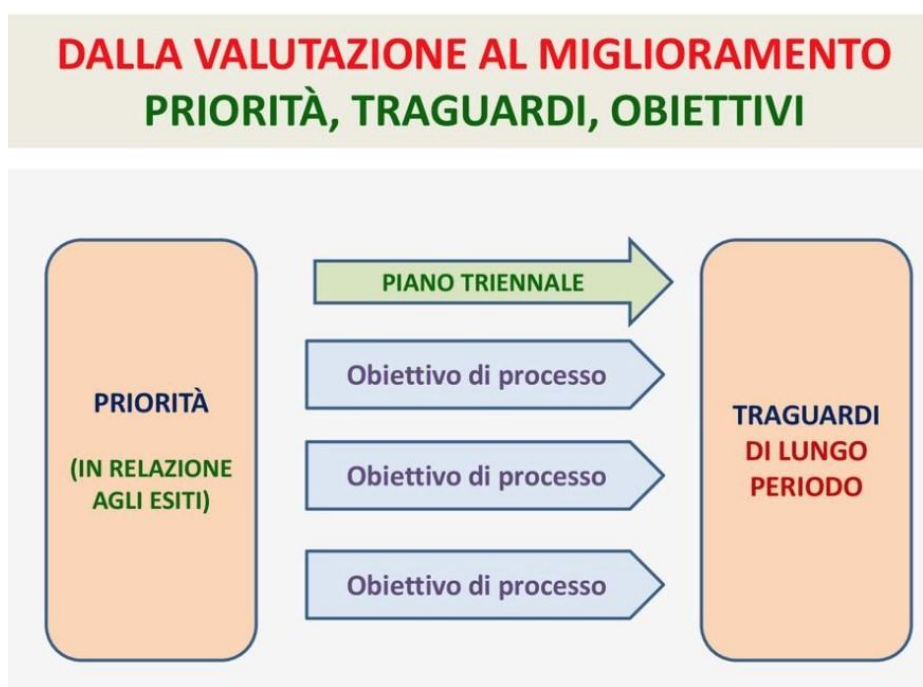 DALLA VALUTAZIONE AL MIGLIORAMENTO
PRIORITÀ, TRAGUARDI, OBIETTIVI
PRIORITÀ
(IN RELAZIONE
AGLI ESITI)
PIANO TRIENNALE
Obiettivo di processo
Obiettivo di processo
Obiettivo di processo
TRAGUARDI
DI LUNGO
PERIODO